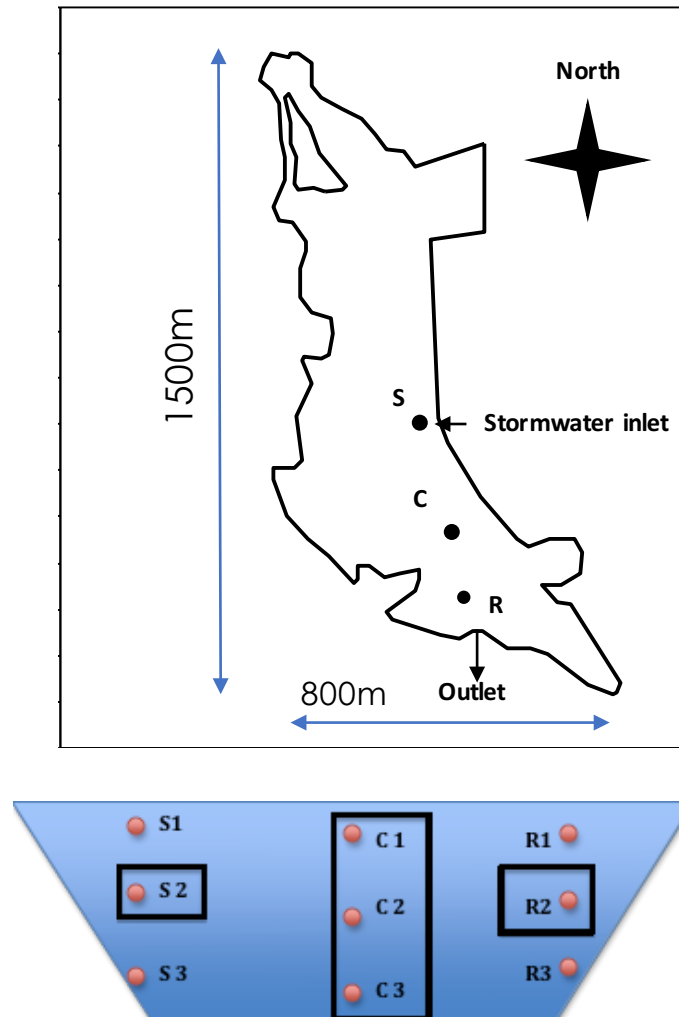 North
1500m
S
Stormwater inlet
C
R
800m
Outlet
S1
C 1
R1
S 2
C 2
R2
S 3
C 3
R3